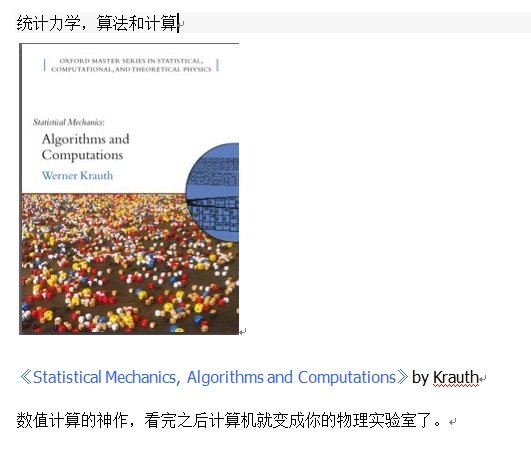 统计力学，算法和计算
OXFORD MASTER SERIES IN STATISTICAL,
COMPUTATIONAL, AND THEORETICAL PHYSICS
Statistical Mechanics:
Algorithms and
Computations
Werner Krauth
《Statistical Mechanics, Algorithms and Computations》by Krauth
数值计算的神作，看完之后计算机就变成你的物理实验室了。